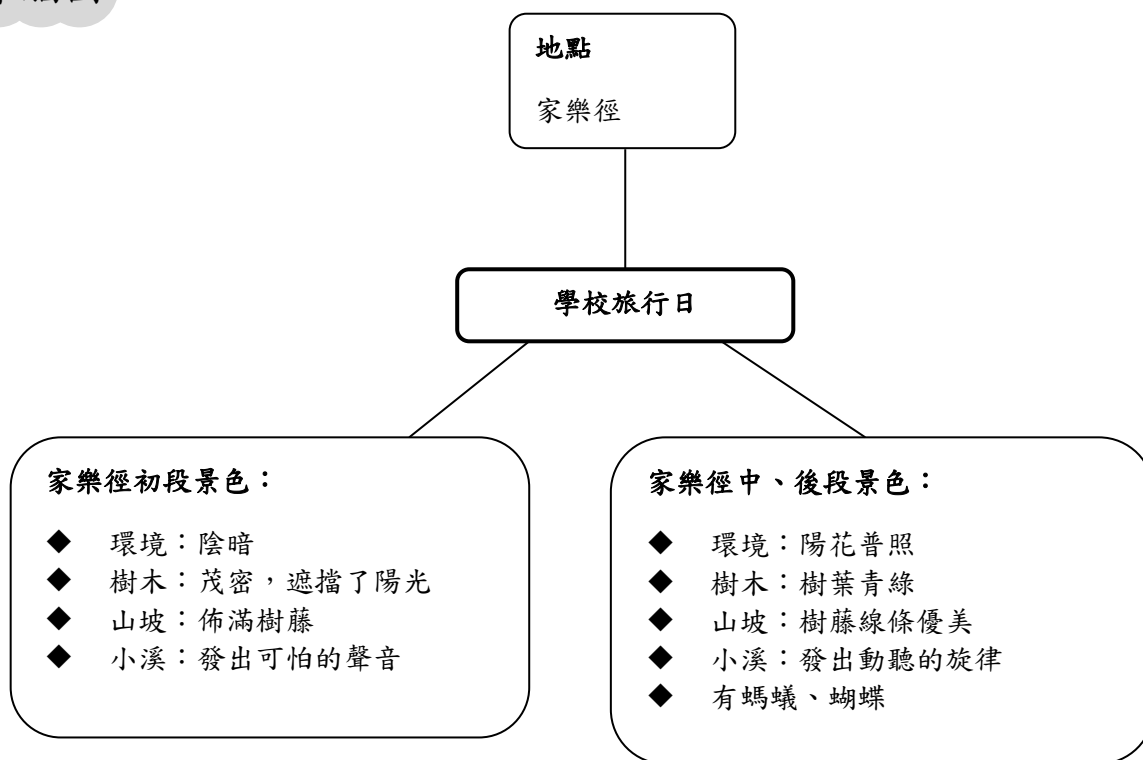 地點
家樂徑
學校旅行日
家樂徑初段景色：
◆ 環境：陰暗
◆ 樹木：茂密，遮擋了陽光
◆ 山坡：佈滿樹藤
◆ 小溪：發出可怕的聲音
家樂徑中、後段景色：
◆ 環境：陽花普照
◆ 樹木：樹葉青綠
◆ 山坡：樹藤線條優美
◆ 小溪：發出動聽的旋律
◆ 有螞蟻、蝴蝶